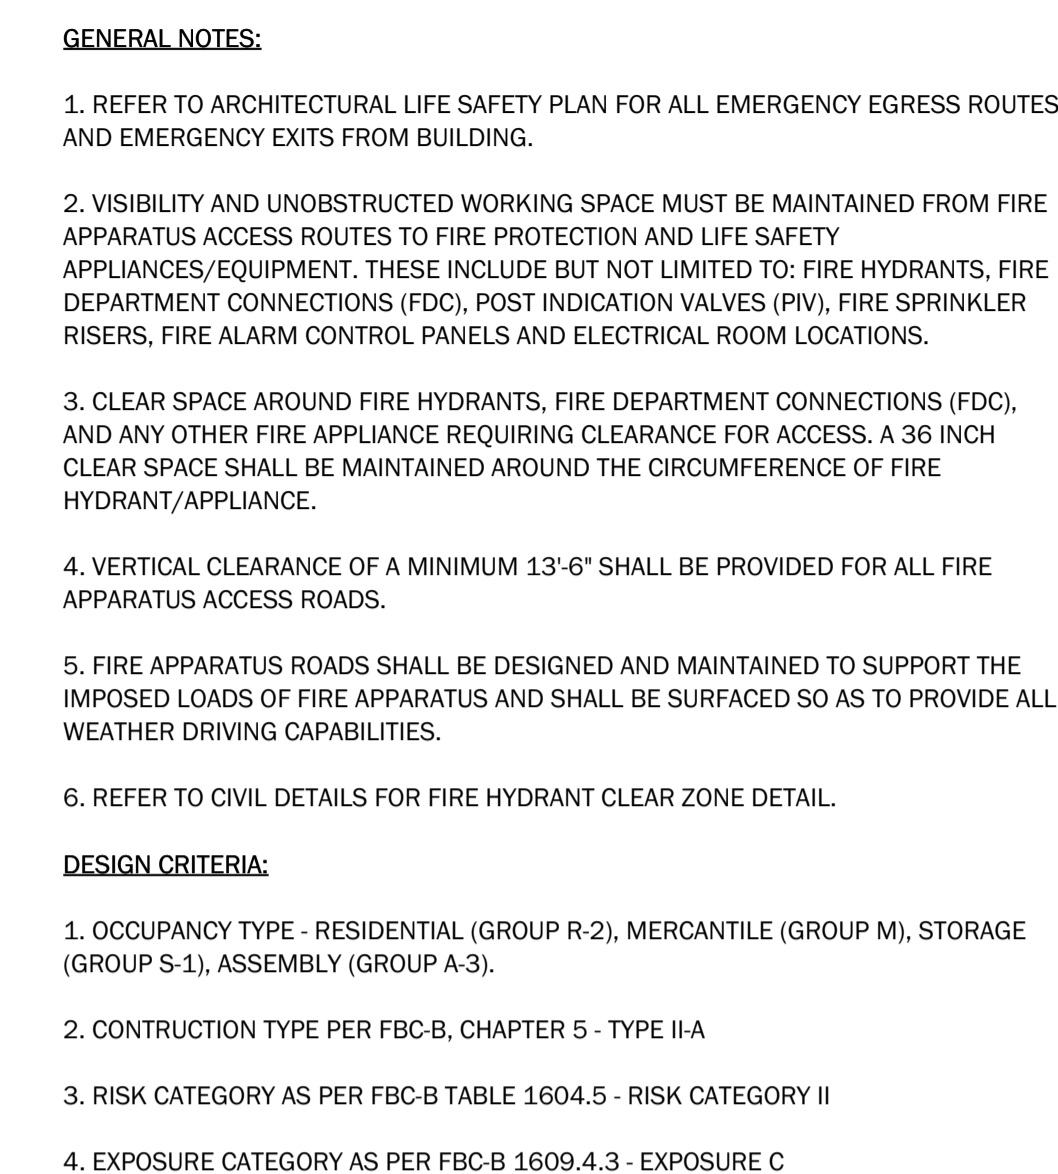 GENERAL NOTES:
1. REFER TO ARCHITECTURAL LIFE SAFETY PLAN FOR ALL EMERGENCY EGRESS ROUTES
AND EMERGENCY EXITS FROM BUILDING.
2. VISIBILITY AND UNOBSTRUCTED WORKING SPACE MUST BE MAINTAINED FROM FIRE
APPARATUS ACCESS ROUTES TO FIRE PROTECTION AND LIFE SAFETY
APPLIANCES/EQUIPMENT. THESE INCLUDE BUT NOT LIMITED TO: FIRE HYDRANTS, FIRE
DEPARTMENT CONNECTIONS (FDC), POST INDICATION VALVES (PIV), FIRE SPRINKLER
RISERS, FIRE ALARM CONTROL PANELS AND ELECTRICAL ROOM LOCATIONS.
3. CLEAR SPACE AROUND FIRE HYDRANTS, FIRE DEPARTMENT CONNECTIONS (FDC),
AND ANY OTHER FIRE APPLIANCE REQUIRING CLEARANCE FOR ACCESS. A 36 INCH
CLEAR SPACE SHALL BE MAINTAINED AROUND THE CIRCUMFERENCE OF FIRE
HYDRANT/APPLIANCE.
4. VERTICAL CLEARANCE OF A MINIMUM 13'-6" SHALL BE PROVIDED FOR ALL FIRE
APPARATUS ACCESS ROADS.
5. FIRE APPARATUS ROADS SHALL BE DESIGNED AND MAINTAINED TO SUPPORT THE
IMPOSED LOADS OF FIRE APPARATUS AND SHALL BE SURFACED SO AS TO PROVIDE ALL
WEATHER DRIVING CAPABILITIES.
6. REFER TO CIVIL DETAILS FOR FIRE HYDRANT CLEAR ZONE DETAIL.
DESIGN CRITERIA:
1. OCCUPANCY TYPE - RESIDENTIAL (GROUP R-2), MERCANTILE (GROUP M), STORAGE
(GROUP S-1), ASSEMBLY (GROUP A-3).
2. CONTRUCTION TYPE PER FBC-B, CHAPTER 5 - TYPE II-A
3. RISK CATEGORY AS PER FBC-B TABLE 1604.5 - RISK CATEGORY II
4. EXPOSURE CATEGORY AS PER FBC-B 1609.4.3 - EXPOSURE C